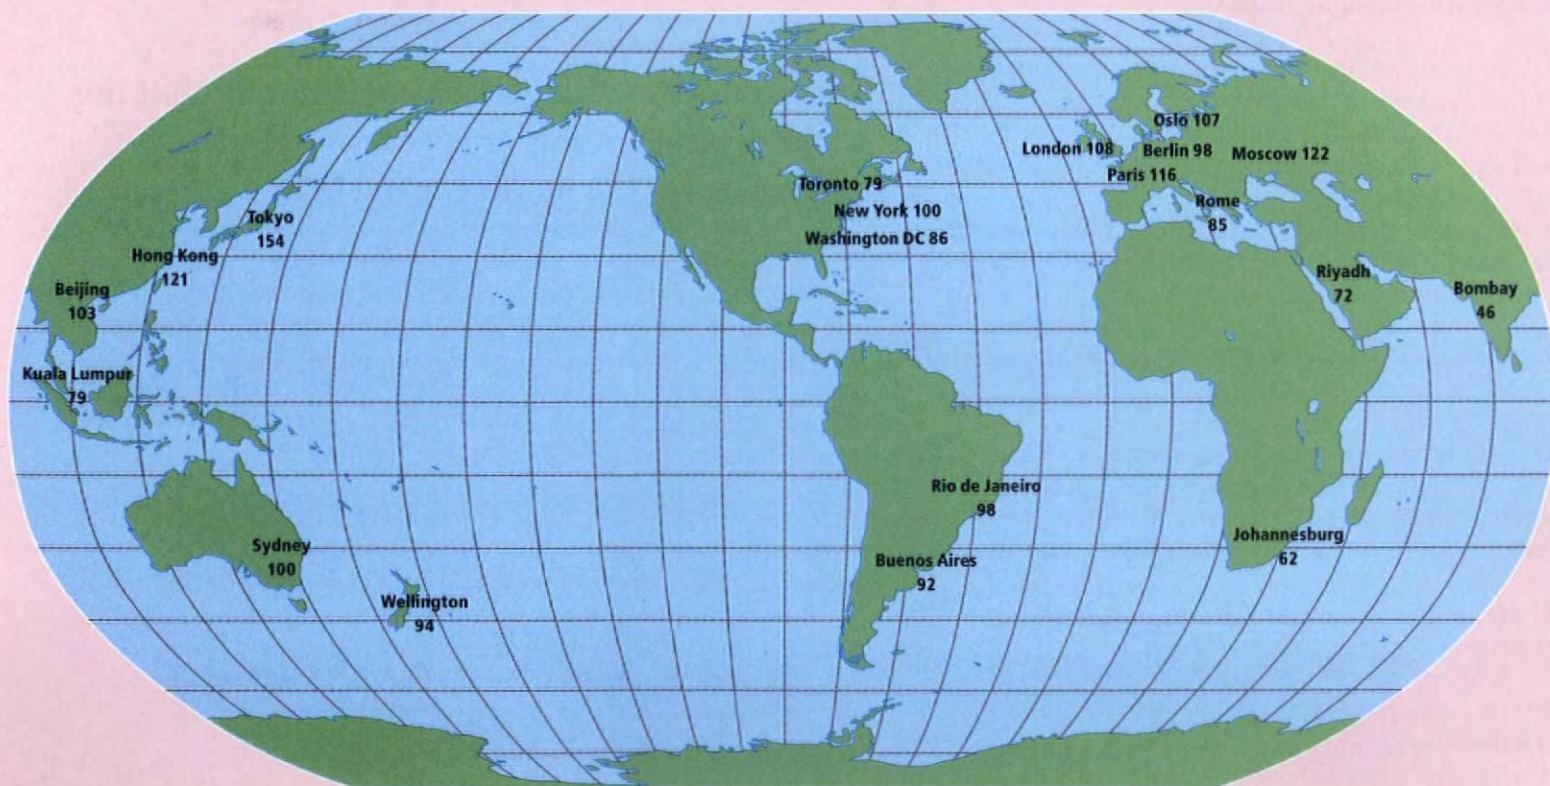 Oslo 107
London 108
Berlin 98
Moscow 122
Paris 116
Toronto 79
Rome
85
New York 100
Washington DC 86
Tokyo
154
Hong Kong
121
Beijing
103
Riyadh
72
Bombay
46
Kuala Lumpur
79
Rio de Janeiro
98
Sydney
100
Buenos Aires
92
Johannesburg
62
Wellington
94